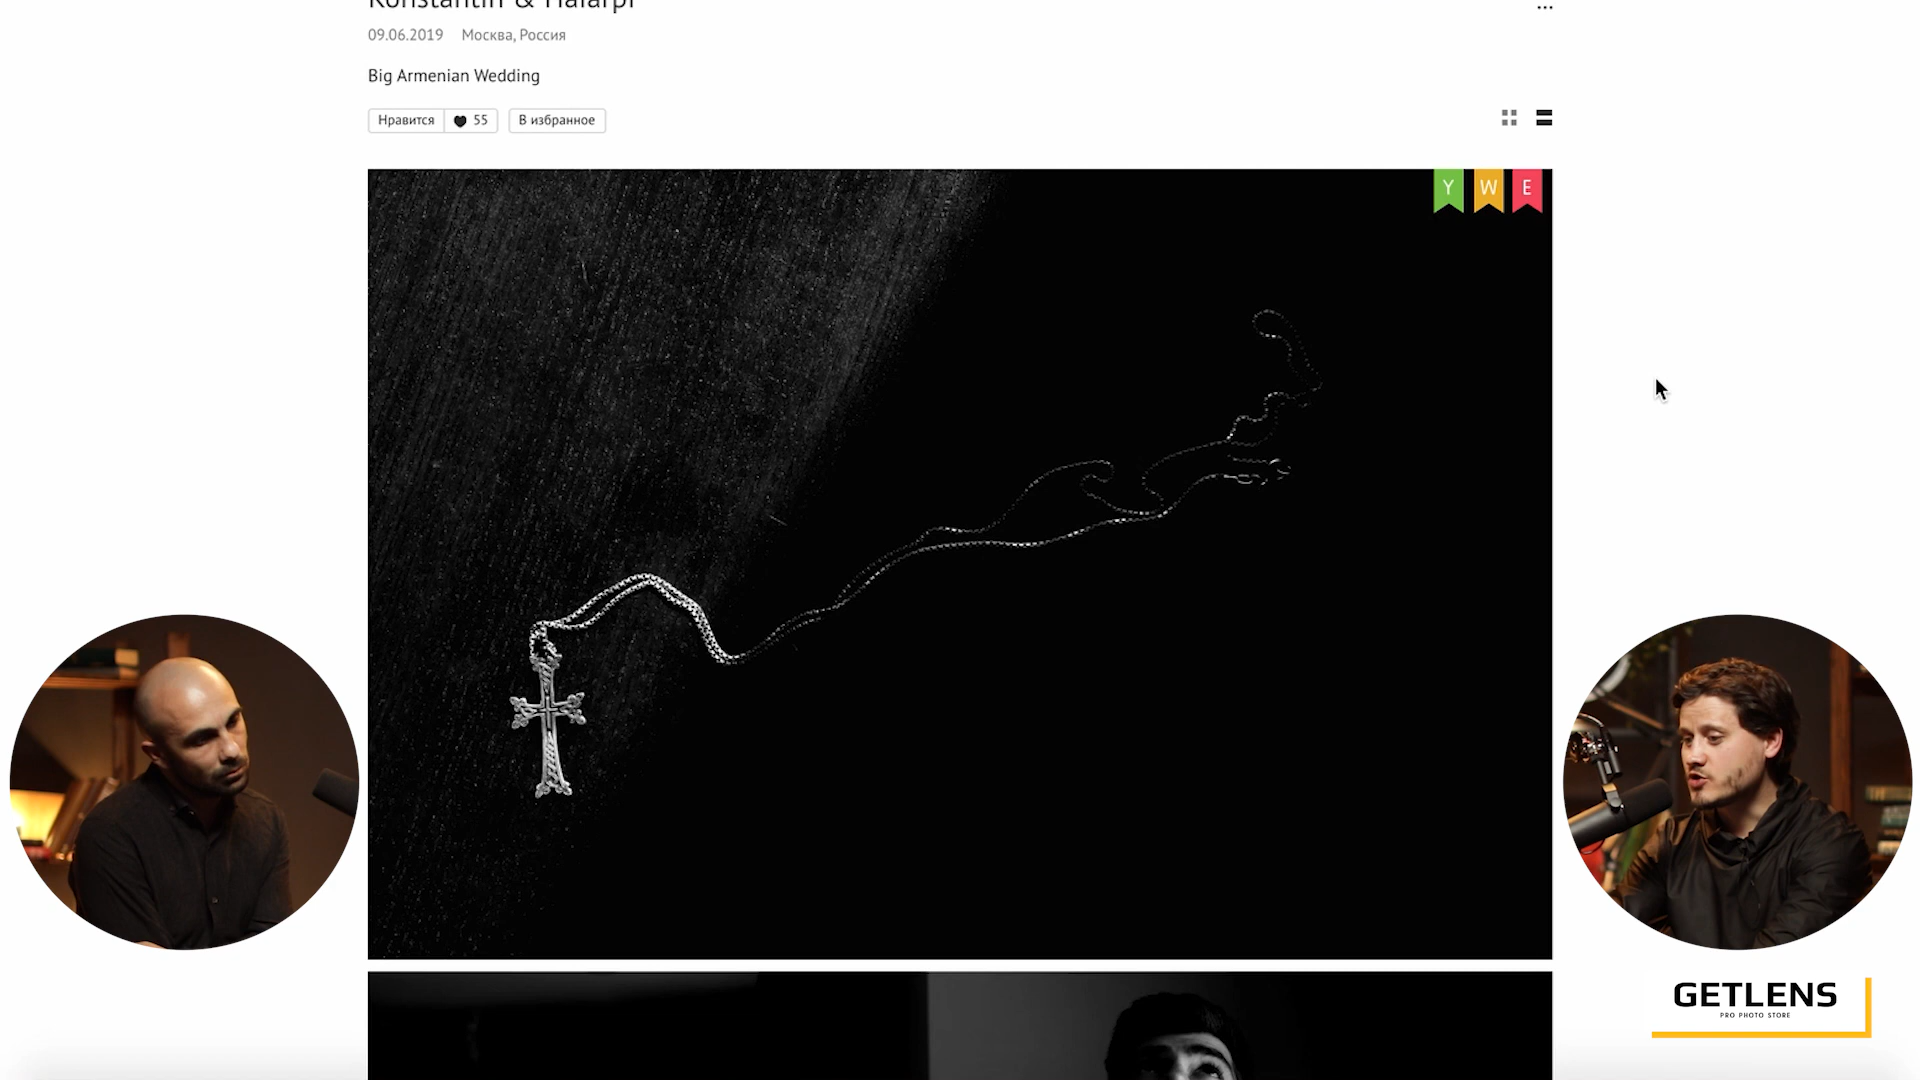 09.06.2019 Москва, Россия
...
Big Armenian Wedding
Нравится 55 В избранное
Y W E
GETLENS
PRO PHOTO STORE